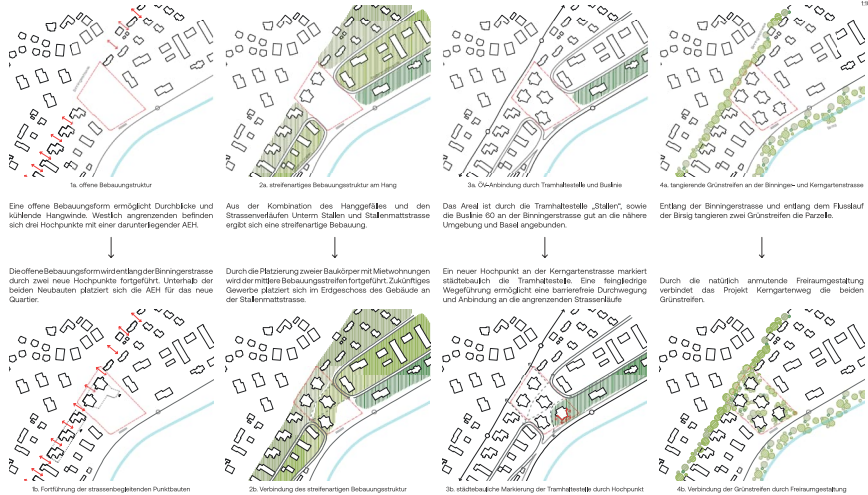 1a. offene Bebauungstruktur
2a. streifenartiges Bebauungsstruktur am Hang
3a. ÖV-Anbindung durch Tramhaltestelle und Buslinie
4a. tangierende Grünstreifen an der Binninger- und Kerngartenstrasse
Eine offene Bebauungsform ermöglicht Durchblicke und
kühlende Hangwinde. Westlich angrenzenden befinden
sich drei Hochpunkte mit einer darunterliegender AEH.
Aus der Kombination des Hanggefälles und den
Strassenverläufen Unterm Stallen und Stallenmattstrasse
ergibt sich eine streifenartige Bebauung.
Das Areal ist durch die Tramhaltestelle „Stallen", sowie
die Buslinie 60 an der Binningerstrasse gut an die nähere
Umgebung und Basel angebunden.
Entlang der Binningerstrasse und entlang dem Flusslauf
der Birsig tangieren zwei Grünstreifen die Parzelle.
Die offene Bebauungsform wird entlang der Binningerstrasse
durch zwei neue Hochpunkte fortgeführt. Unterhalb der
beiden Neubauten platziert sich die AEH für das neue
Quartier.
Durch die Platzierung zweier Baukörper mit Mietwohnungen
wird der mittlere Bebauungsstreifen fortgeführt. Zukünftiges
Gewerbe platziert sich im Erdgeschos des Gebäude an
der Stallenmattstrasse.
Ein neuer Hochpunkt an der Kerngartenstrasse markiert
städtebaulich die Tramhaltestelle. Eine feingliedrige
Wegeführung ermöglicht eine barrierefreie Durchwegung
und Anbindung an die angrenzenden Strassenläufe
Durch die natürlich anmutende Freiraumgestaltung
verbindet das Projekt Kerngartenweg die beiden
Grünstreifen.
1b. Fortführung der strassenbegleitenden Punktbauten
2b. Verbindung des streifenartigen Bebauungsstruktur
3b. städtebauliche Markierung der Tramhaltestelle durch Hochpunkt
4b. Verbindung der Grünstreifen durch Freiraumgestaltung